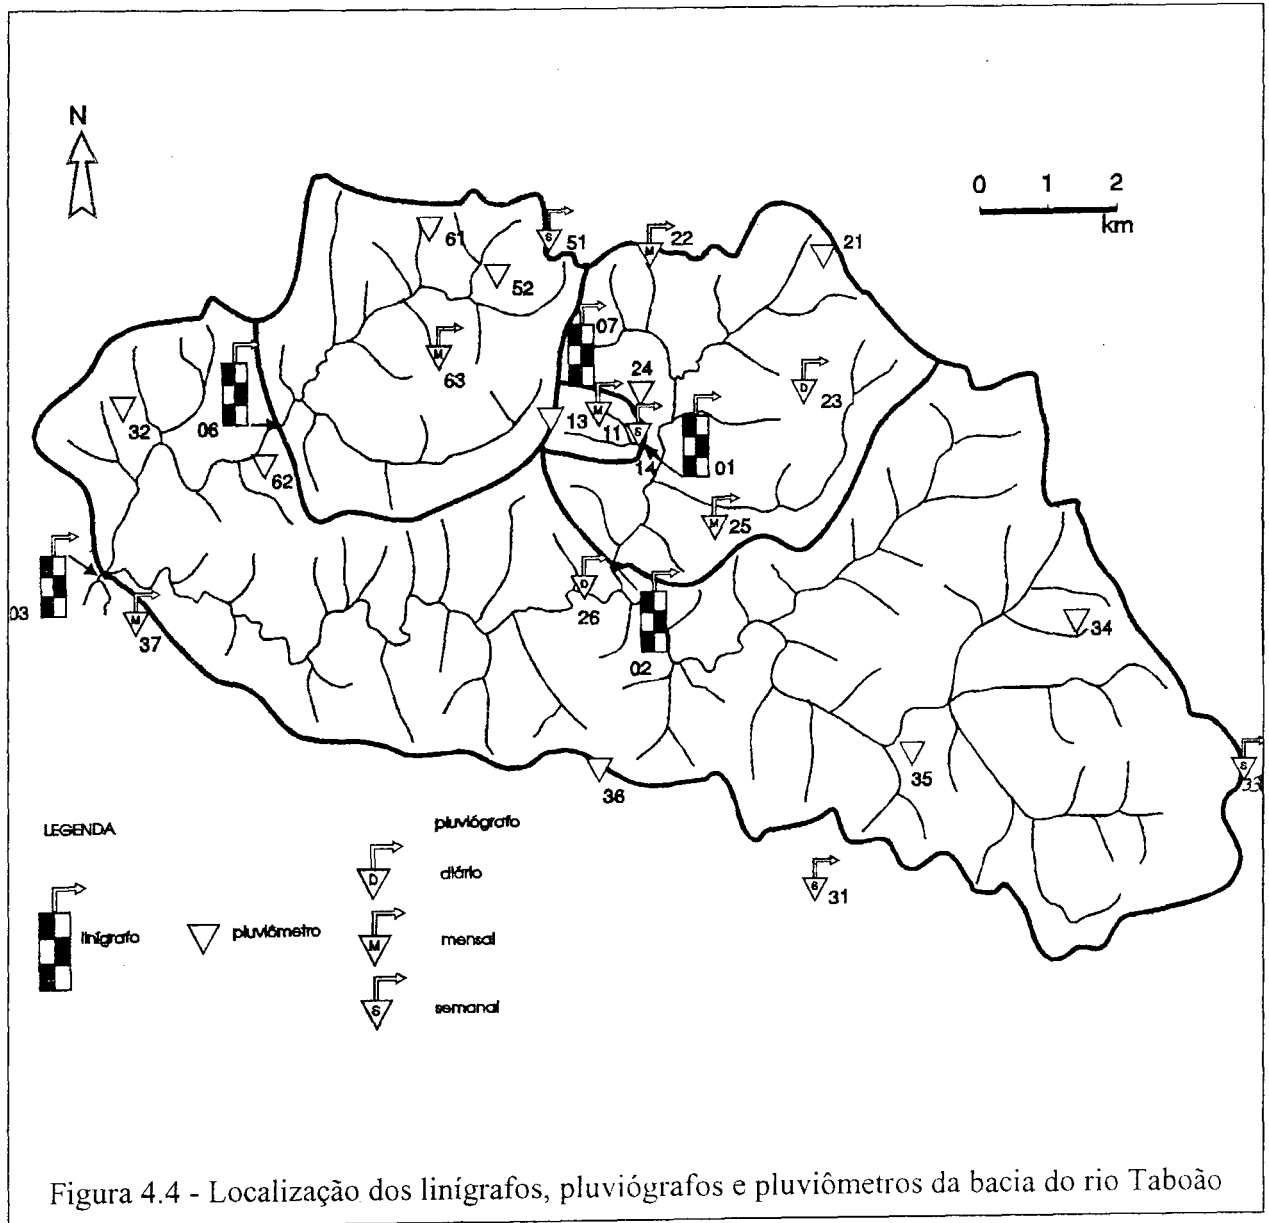 N
0 1 2
km
61
S
51
M
22
21
52
07
M
63
24
D
23
32
06
13
M
11
S
14
01
62
M
25
03
M
37
D
26
02
34
35
S
33
36
S
31
LEGENDA
pluviógrafo
D
diário
linígrafo
pluviômetro
M
mensal
S
semanal
Figura 4.4 - Localização dos linígrafos, pluviógrafos e pluviômetros da bacia do rio Taboão